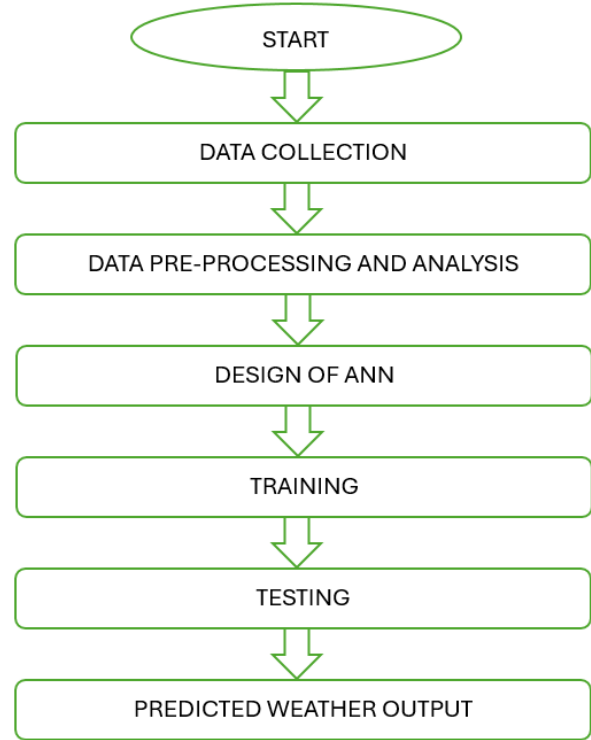 START
DATA COLLECTION
DATA PRE-PROCESSING AND ANALYSIS
DESIGN OF ANN
TRAINING
TESTING
PREDICTED WEATHER OUTPUT